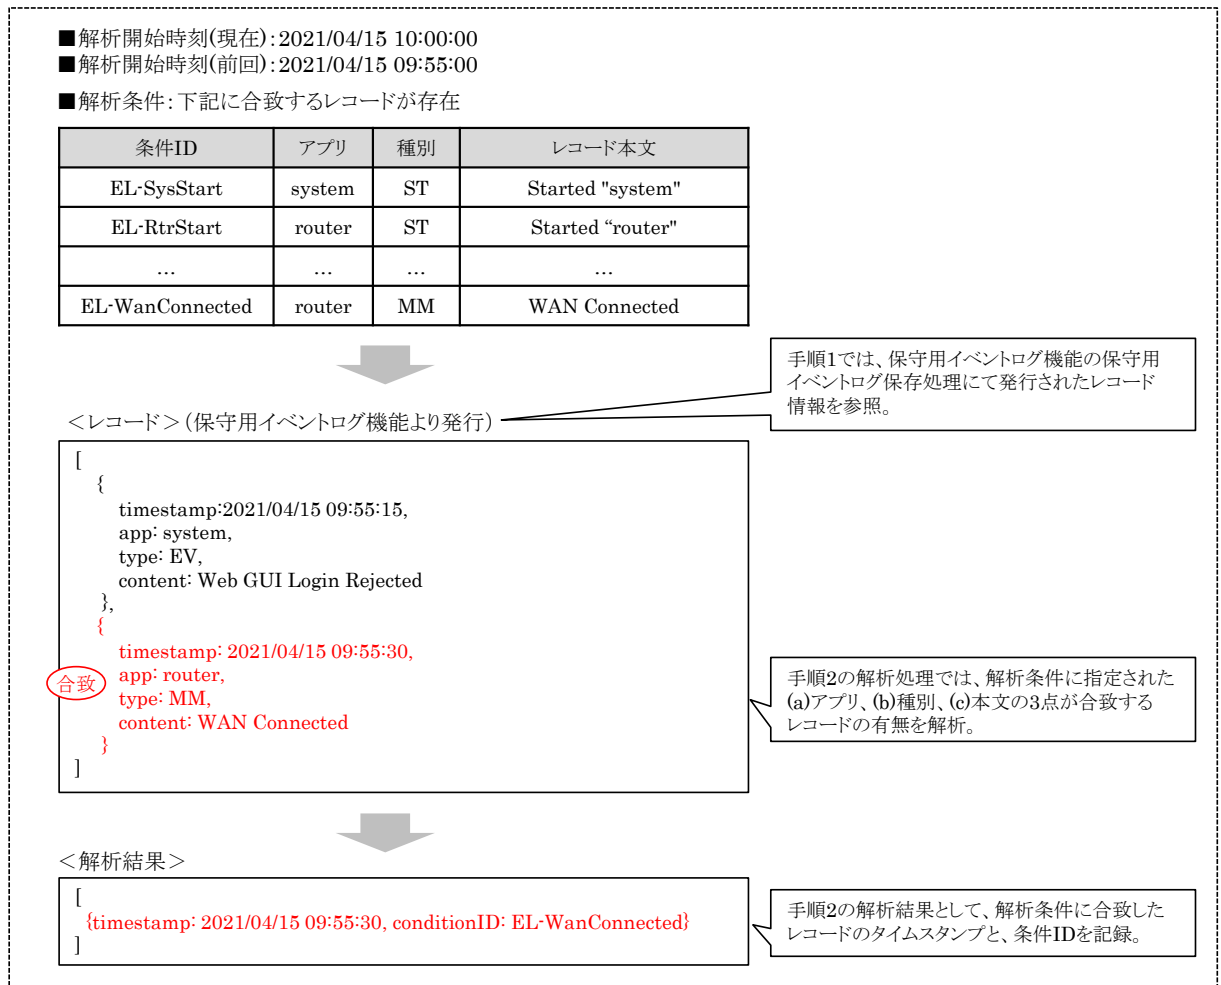 ■解析開始時刻(現在):2021/04/15 10:00:00
■解析開始時刻(前回):2021/04/15 09:55:00
■解析条件:下記に合致するレコードが存在
条件ID アプリ 種別 レコード本文
EL-SysStart system ST Started "system"
EL-RtrStart router ST Started “router"
… … … …
EL-WanConnected router MM WAN Connected
手順1では、保守用イベントログ機能の保守用
イベントログ保存処理にて発行されたレコード
情報を参照。
<レコード>(保守用イベントログ機能より発行)
[
{
timestamp:2021/04/15 09:55:15,
app: system,
type: EV,
content: Web GUI Login Rejected
},
{
timestamp: 2021/04/15 09:55:30,
合致
app: router,
type: MM,
content: WAN Connected
}
]
手順2の解析処理では、解析条件に指定された
(a)アプリ、(b)種別、(c)本文の3点が合致する
レコードの有無を解析。
<解析結果>
[
{timestamp: 2021/04/15 09:55:30, conditionID: EL-WanConnected}
]
手順2の解析結果として、解析条件に合致した
レコードのタイムスタンプと、条件IDを記録。